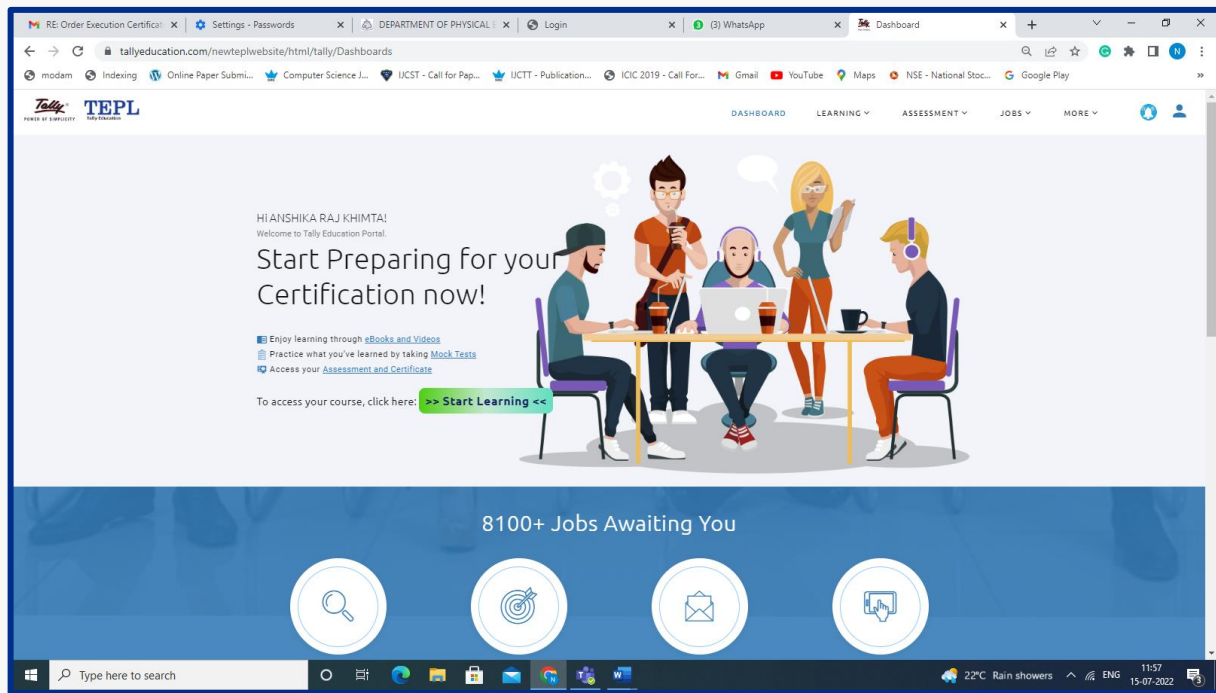 RE: Order Execution Certificat
Settings - Passwords
DEPARTMENT OF PHYSICAL E
Login
(3) WhatsApp
Dashboard
tallyeducation.com/newteplwebsite/html/tally/Dashboards
modam
Indexing
Online Paper Submi...
Computer Science J...
IJCST - Call for Pap...
IJCTT - Publication...
ICIC 2019 - Call For...
Gmail
YouTube
Maps
NSE - National Stoc...
Google Play
»
Tally
POWER OF SIMPLICITY
TEPL
Tally Education
DASHBOARD
LEARNING
ASSESSMENT
JOBS
MORE
HI ANSHIKA RAJ KHIMTA!
Welcome to Tally Education Portal.
Start Preparing for your
Certification now!
Enjoy learning through eBooks and Videos
Practice what you've learned by taking Mock Tests
Access your Assessment and Certificate
To access your course, click here: >> Start Learning <<
8100+ Jobs Awaiting You
Type here to search
22°C Rain showers
ENG
11:57
15-07-2022
3